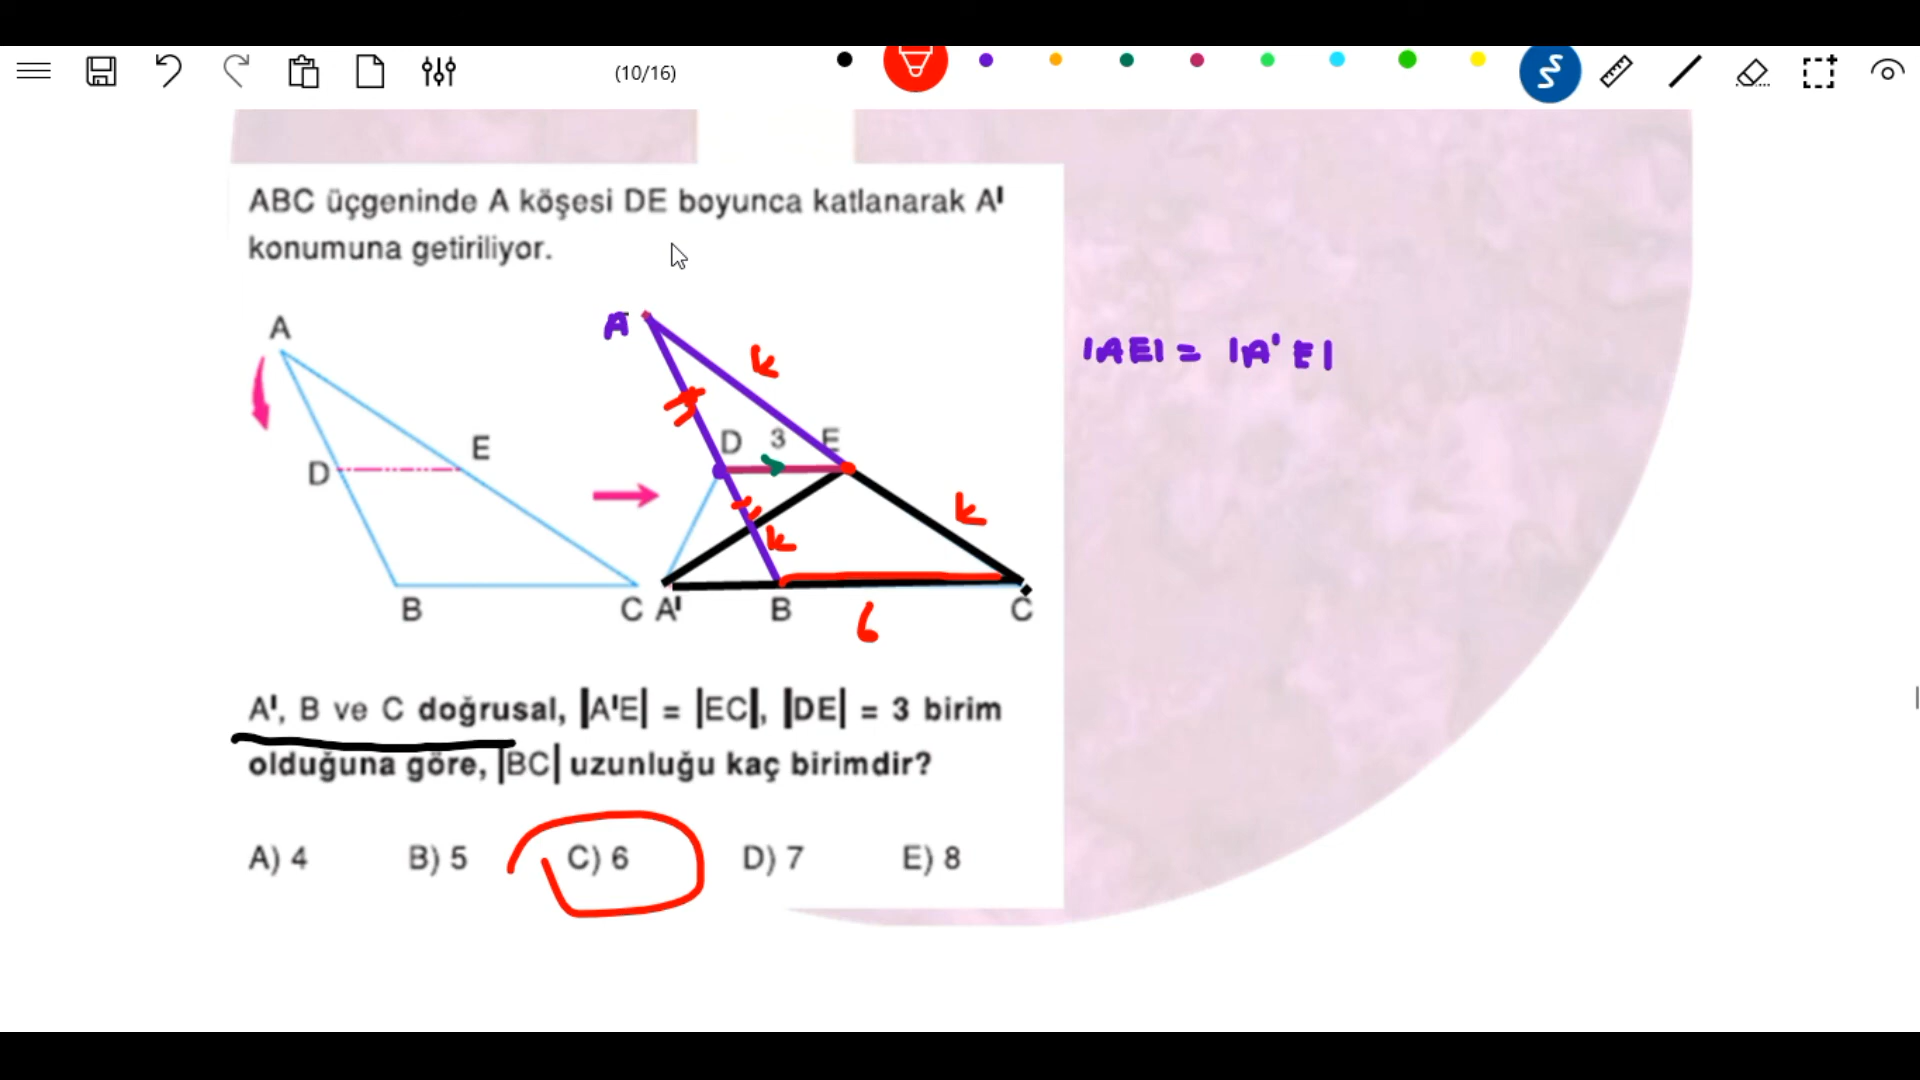 (10/16)
ABC üçgeninde A köşesi DE boyunca katlanarak A'
konumuna getiriliyor.
A
E
D
B
C
A
k
D 3 E
k
k
A' B C
6
|AE| = |A'E|
A', B ve C doğrusal, |A'E| = |EC|, |DE| = 3 birim
olduğuna göre, |BC| uzunluğu kaç birimdir?
A) 4 B) 5 C) 6 D) 7 E) 8